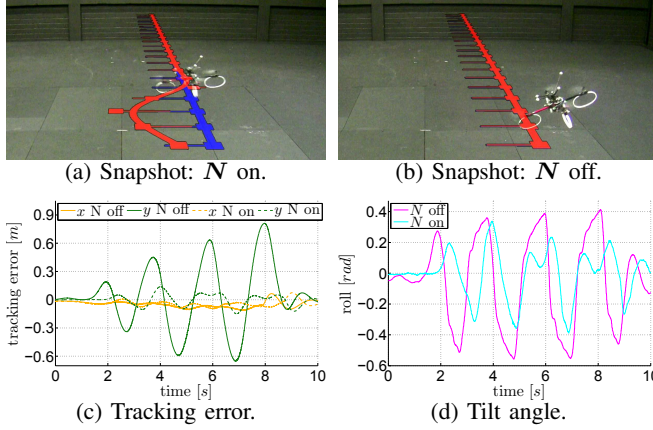 (a) Snapshot: N on.
(b) Snapshot: N off.
x N off y N off x N on y N on
0.9
0.6
0.3
0
−0.3
−0.6
tracking error [m]
0 2 4 6 8 10
time [s]
(c) Tracking error.
N off
N on
0.4
0.2
0
-0.2
-0.4
-0.6
roll [rad]
0 2 4 6 8 10
time [s]
(d) Tilt angle.